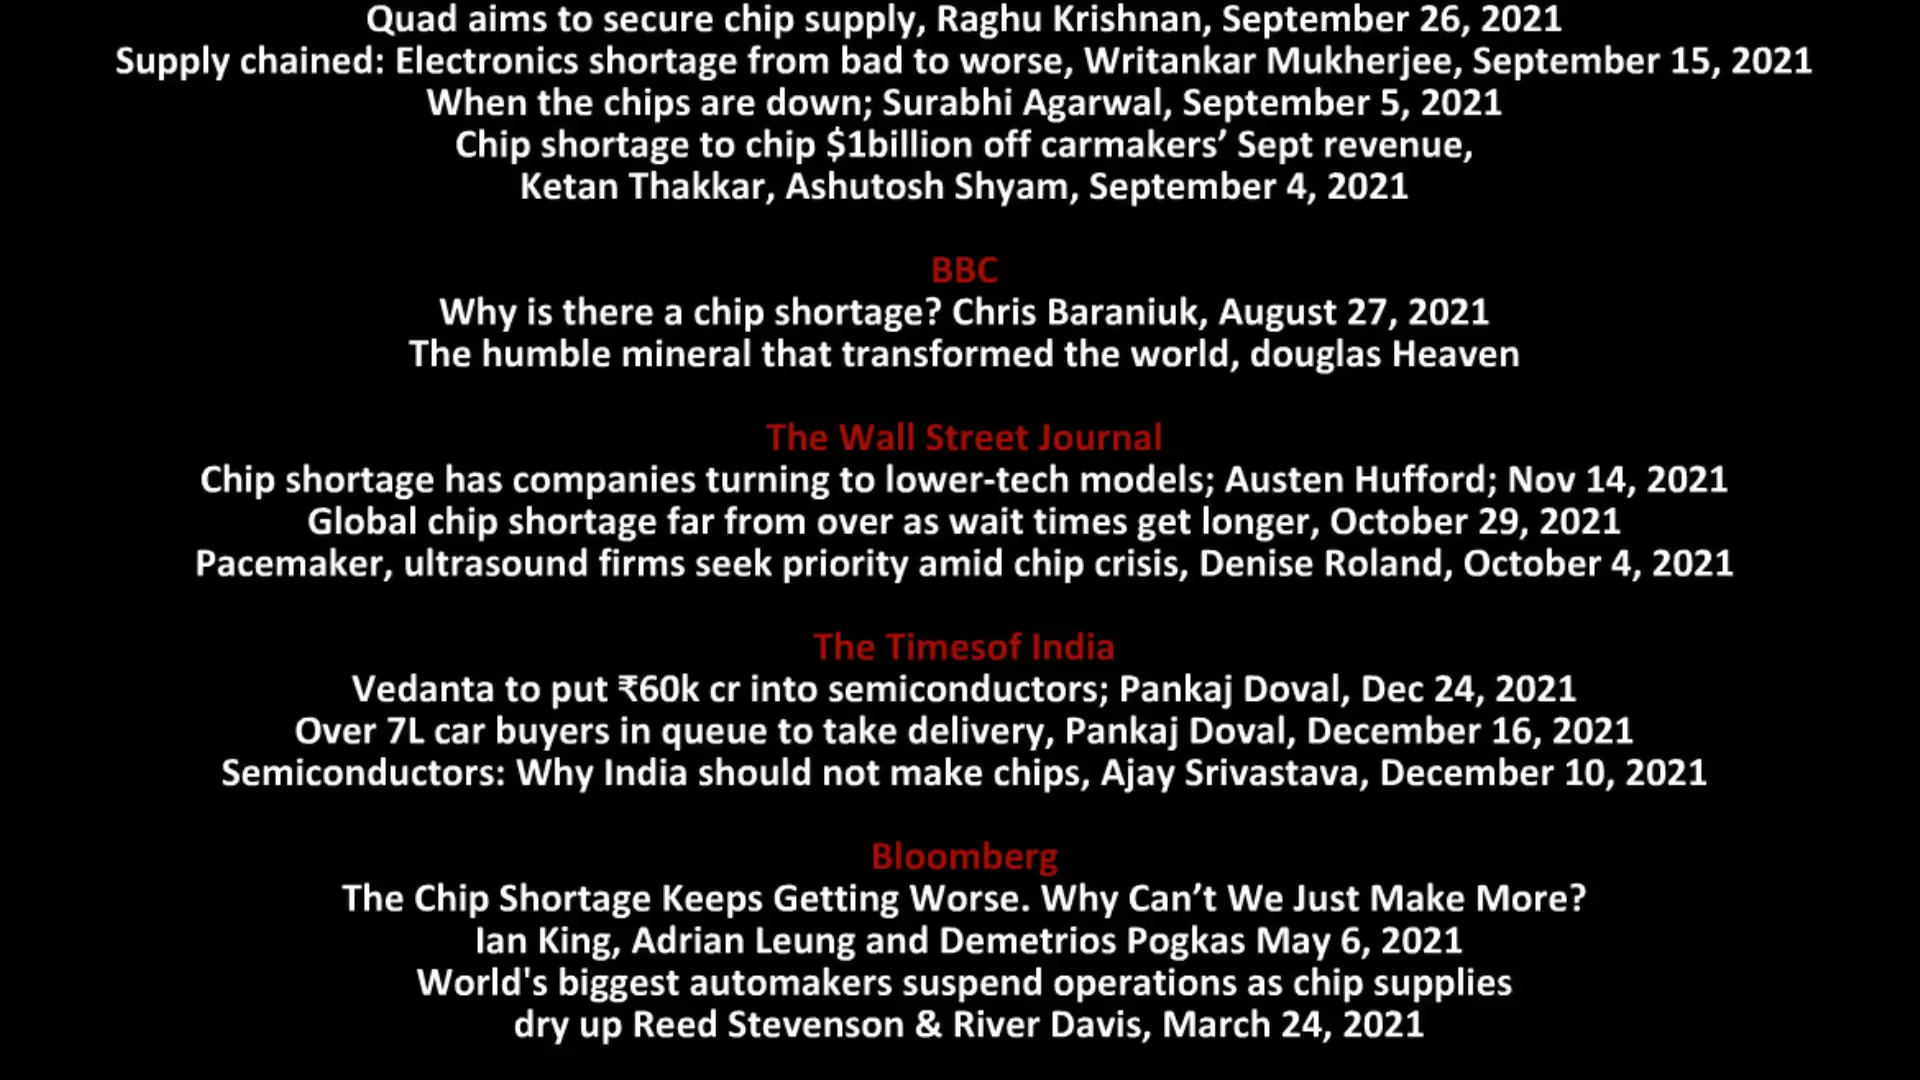 Quad aims to secure chip supply, Raghu Krishnan, September 26, 2021
Supply chained: Electronics shortage from bad to worse, Writankar Mukherjee, September 15, 2021
When the chips are down; Surabhi Agarwal, September 5, 2021
Chip shortage to chip $1billion off carmakers’ Sept revenue,
Ketan Thakkar, Ashutosh Shyam, September 4, 2021
BBC
Why is there a chip shortage? Chris Baraniuk, August 27, 2021
The humble mineral that transformed the world, douglas Heaven
The Wall Street Journal
Chip shortage has companies turning to lower-tech models; Austen Hufford; Nov 14, 2021
Global chip shortage far from over as wait times get longer, October 29, 2021
Pacemaker, ultrasound firms seek priority amid chip crisis, Denise Roland, October 4, 2021
The Timesof India
Vedanta to put ₹60k cr into semiconductors; Pankaj Doval, Dec 24, 2021
Over 7L car buyers in queue to take delivery, Pankaj Doval, December 16, 2021
Semiconductors: Why India should not make chips, Ajay Srivastava, December 10, 2021
Bloomberg
The Chip Shortage Keeps Getting Worse. Why Can’t We Just Make More?
Ian King, Adrian Leung and Demetrios Pogkas May 6, 2021
World's biggest automakers suspend operations as chip supplies
dry up Reed Stevenson & River Davis, March 24, 2021